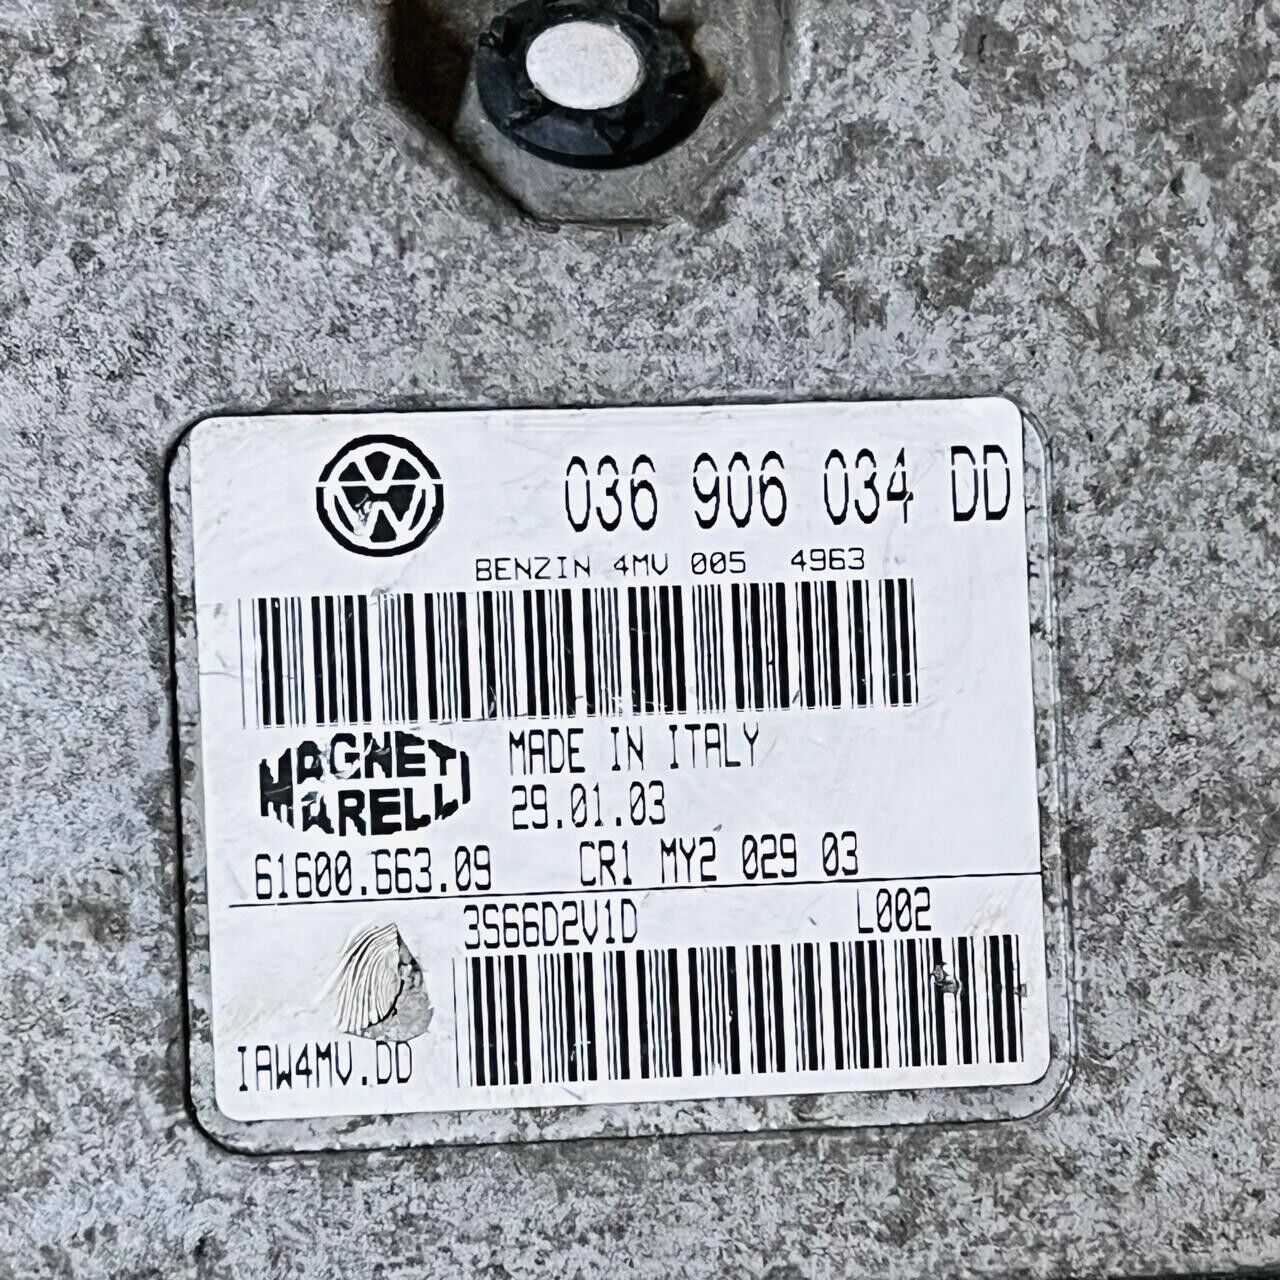 036 906 034 DD
BENZIN 4MV 005 4963
MAGNETI MARELLI
MADE IN ITALY
29.01.03
61600.663.09 CR1 MY2 029 03
3S66D2V1D L002
IAW4MV.DD